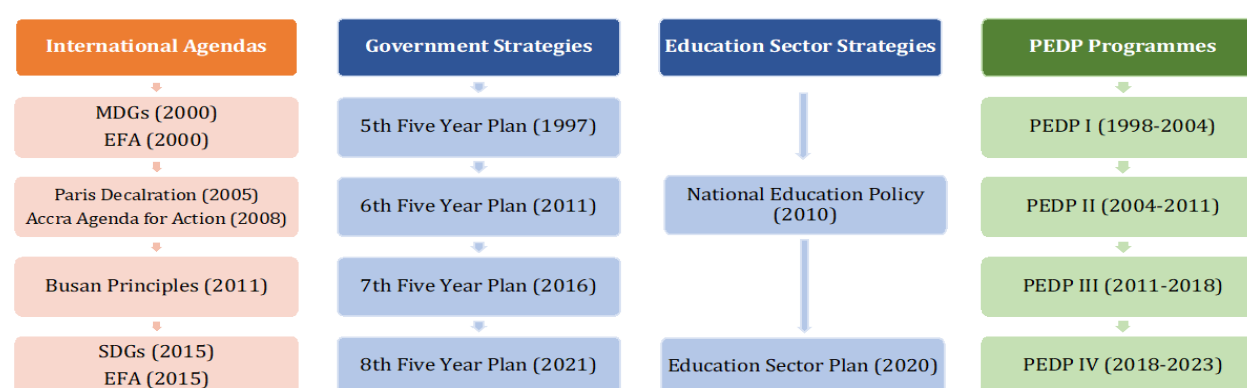 International Agendas
MDGs (2000)
EFA (2000)
Paris Decalration (2005)
Accra Agenda for Action (2008)
Busan Principles (2011)
SDGs (2015)
EFA (2015)
Government Strategies
5th Five Year Plan (1997)
6th Five Year Plan (2011)
7th Five Year Plan (2016)
8th Five Year Plan (2021)
Education Sector Strategies
National Education Policy
(2010)
Education Sector Plan (2020)
PEDP Programmes
PEDP I (1998-2004)
PEDP II (2004-2011)
PEDP III (2011-2018)
PEDP IV (2018-2023)